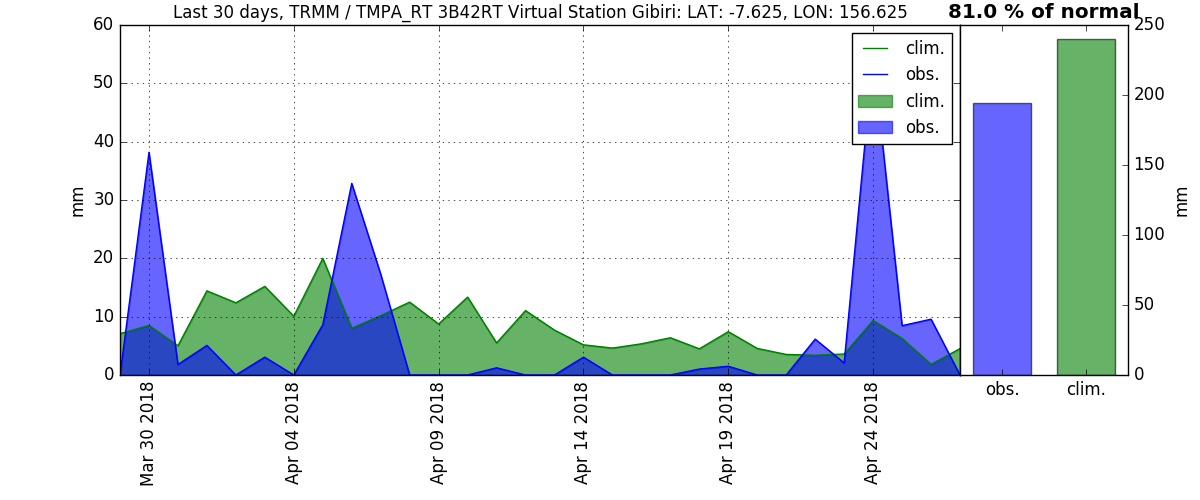 Last 30 days, TRMM / TMPA_RT 3B42RT Virtual Station Gibiri: LAT: -7.625, LON: 156.625
81.0 % of normal
clim.
obs.
clim.
obs.
60
50
40
30
20
10
0
mm
Mar 30 2018
Apr 04 2018
Apr 09 2018
Apr 14 2018
Apr 19 2018
Apr 24 2018
250
200
150
100
50
0
mm
obs.
clim.